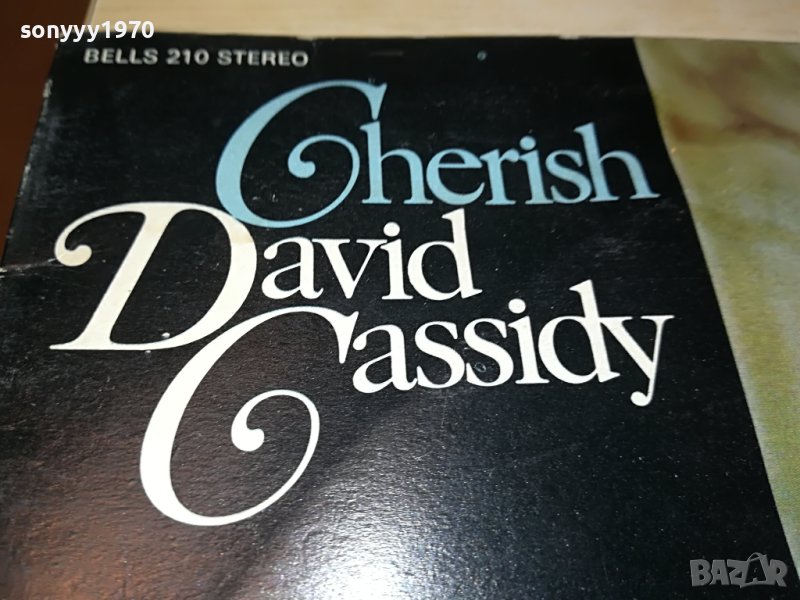 sonyyy1970
BELLS 210 STEREO
Cherish
David
Cassidy
BAZAR